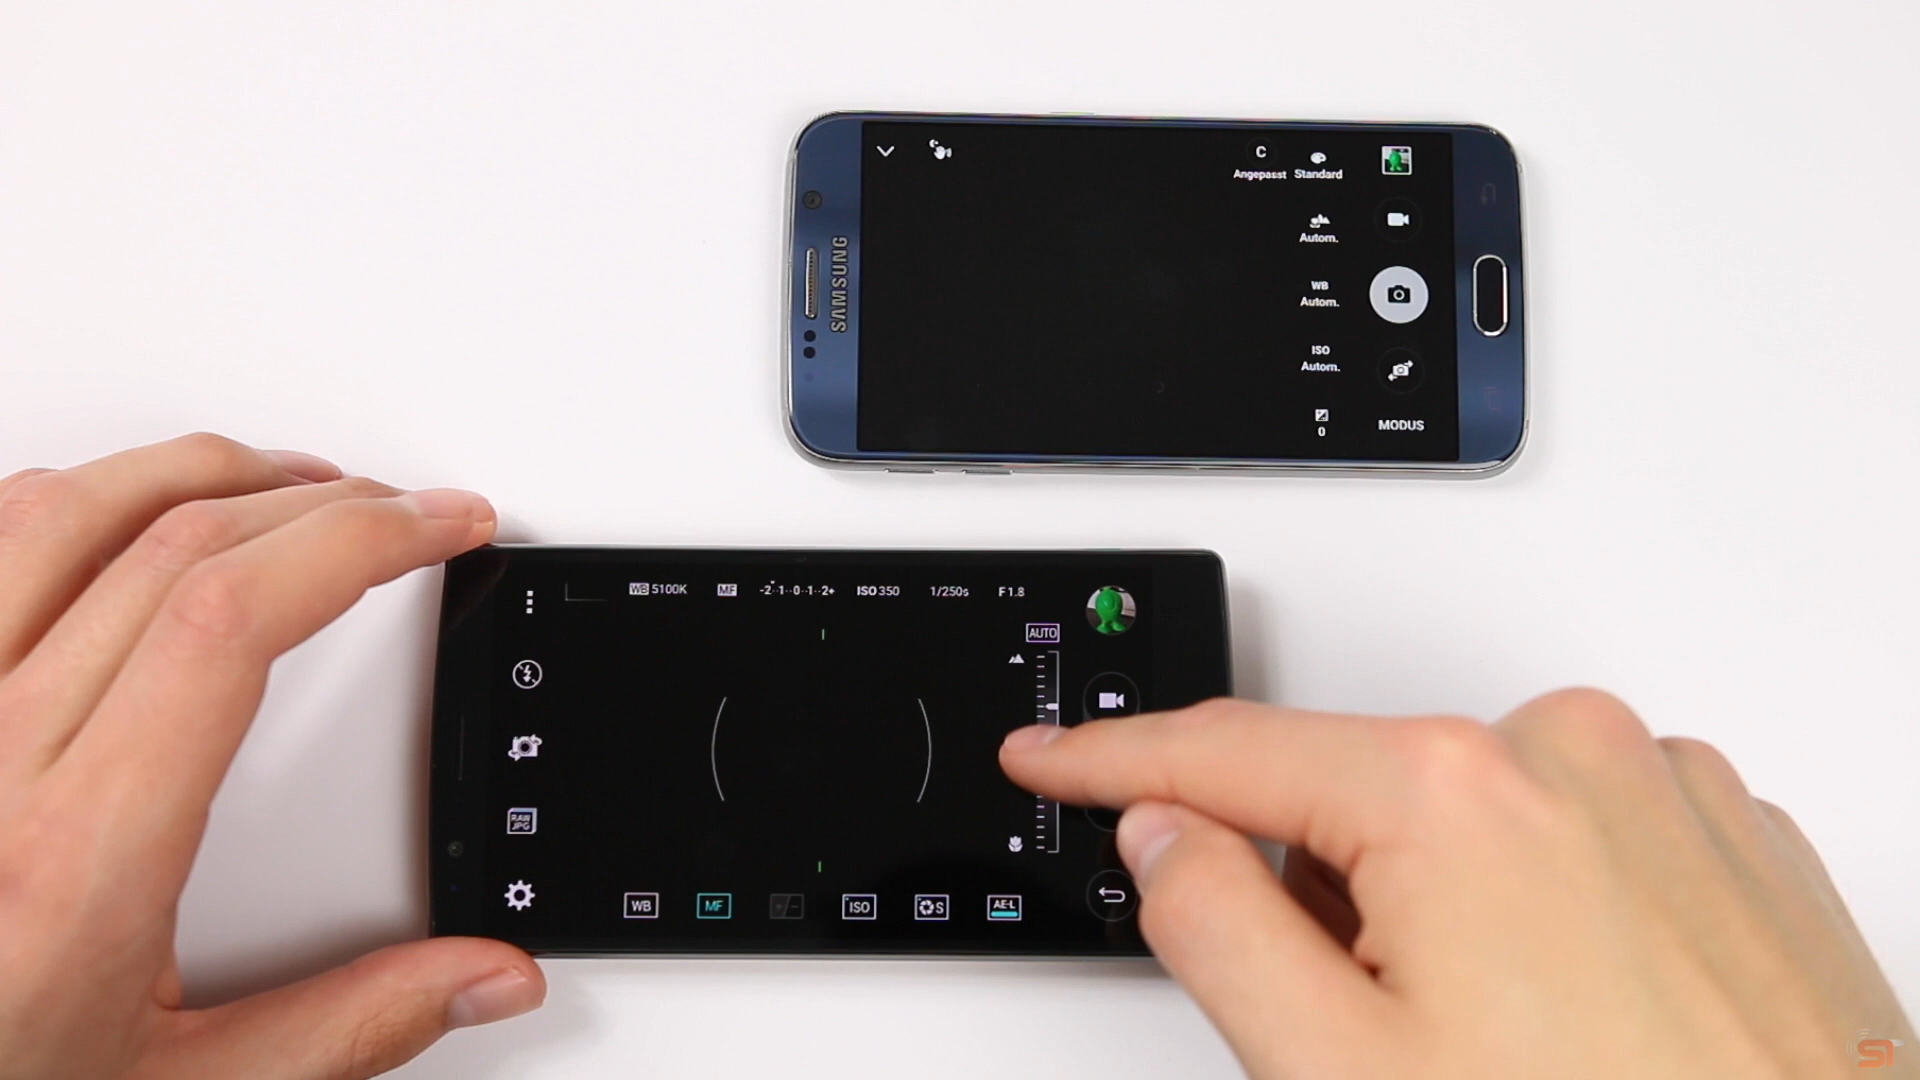 SAMSUNG
C
Angepasst
Standard
Autom.
WB
Autom.
ISO
Autom.
0
MODUS
WB 5100K
MF
-2··1··0··1··2+
ISO 350
1/250s
F1.8
AUTO
RAW
JPG
WB
MF
+/-
ISO
S
AE-L
SI